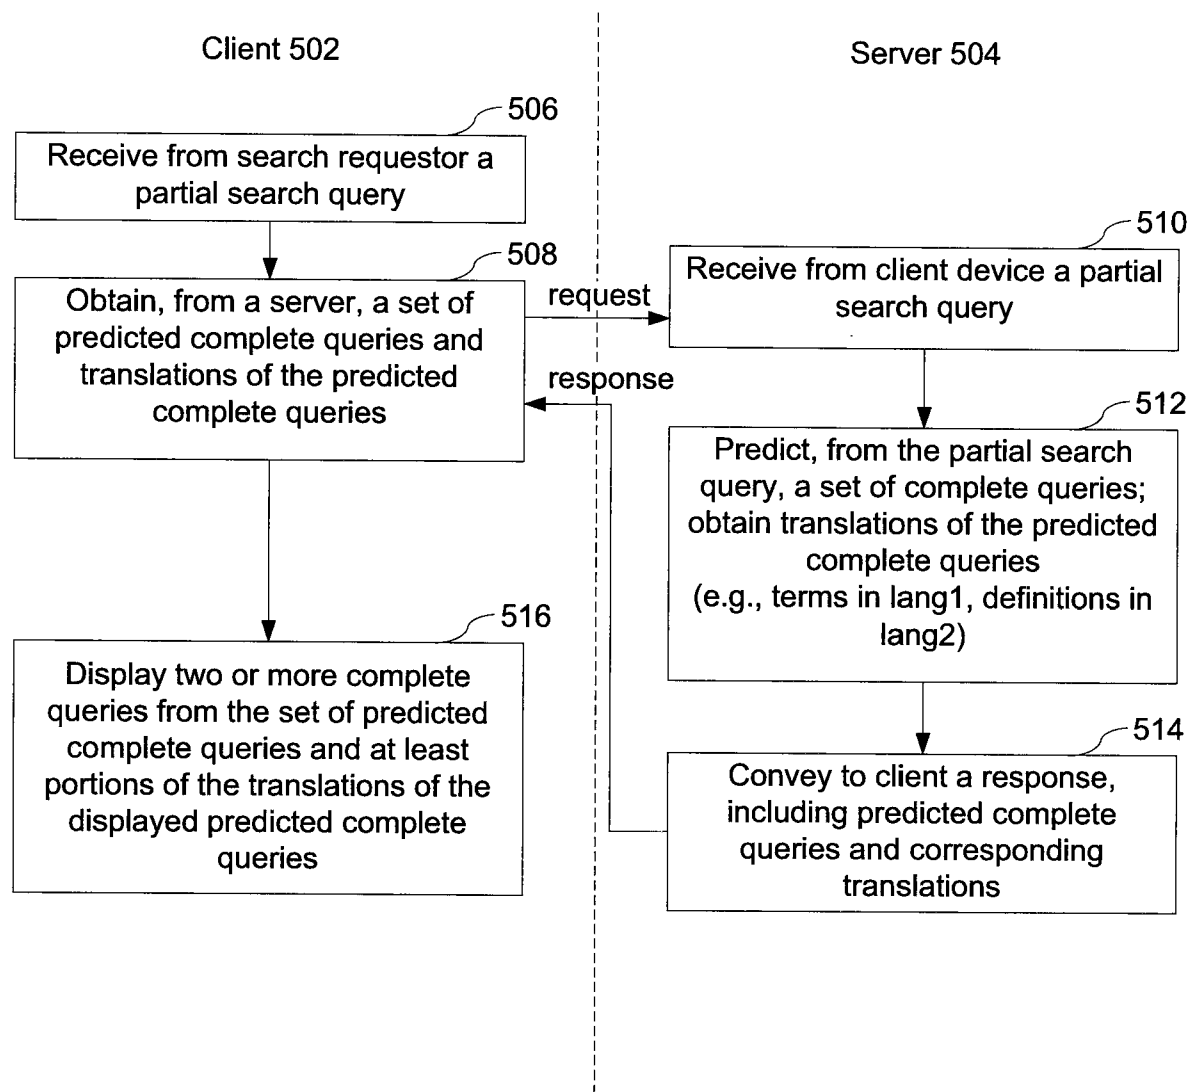 Client 502
Server 504
506
Receive from search requestor a
partial search query
508
Obtain, from a server, a set of
predicted complete queries and
translations of the predicted
complete queries
request
response
510
Receive from client device a partial
search query
512
Predict, from the partial search
query, a set of complete queries;
obtain translations of the predicted
complete queries
(e.g., terms in lang1, definitions in
lang2)
514
Convey to client a response,
including predicted complete
queries and corresponding
translations
516
Display two or more complete
queries from the set of predicted
complete queries and at least
portions of the translations of the
displayed predicted complete
queries